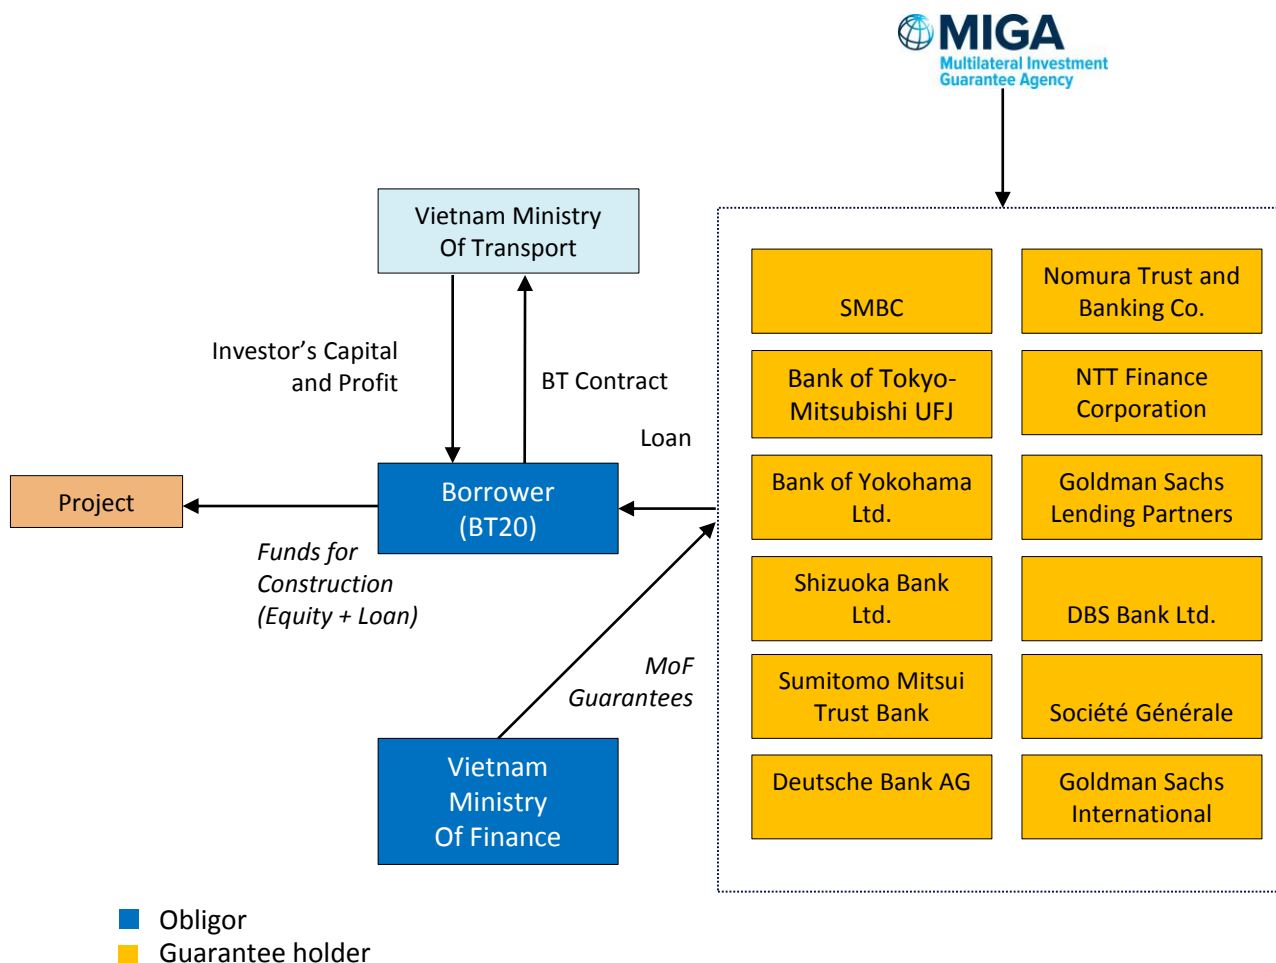 MIGA
Multilateral Investment
Guarantee Agency
Vietnam Ministry
Of Transport
Investor’s Capital
and Profit
BT Contract
Loan
Project
Borrower
(BT20)
Funds for
Construction
(Equity + Loan)
MoF
Guarantees
Vietnam
Ministry
Of Finance
SMBC
Nomura Trust and
Banking Co.
Bank of Tokyo-
Mitsubishi UFJ
NTT Finance
Corporation
Bank of Yokohama
Ltd.
Goldman Sachs
Lending Partners
Shizuoka Bank
Ltd.
DBS Bank Ltd.
Sumitomo Mitsui
Trust Bank
Société Générale
Deutsche Bank AG
Goldman Sachs
International
Obligor
Guarantee holder